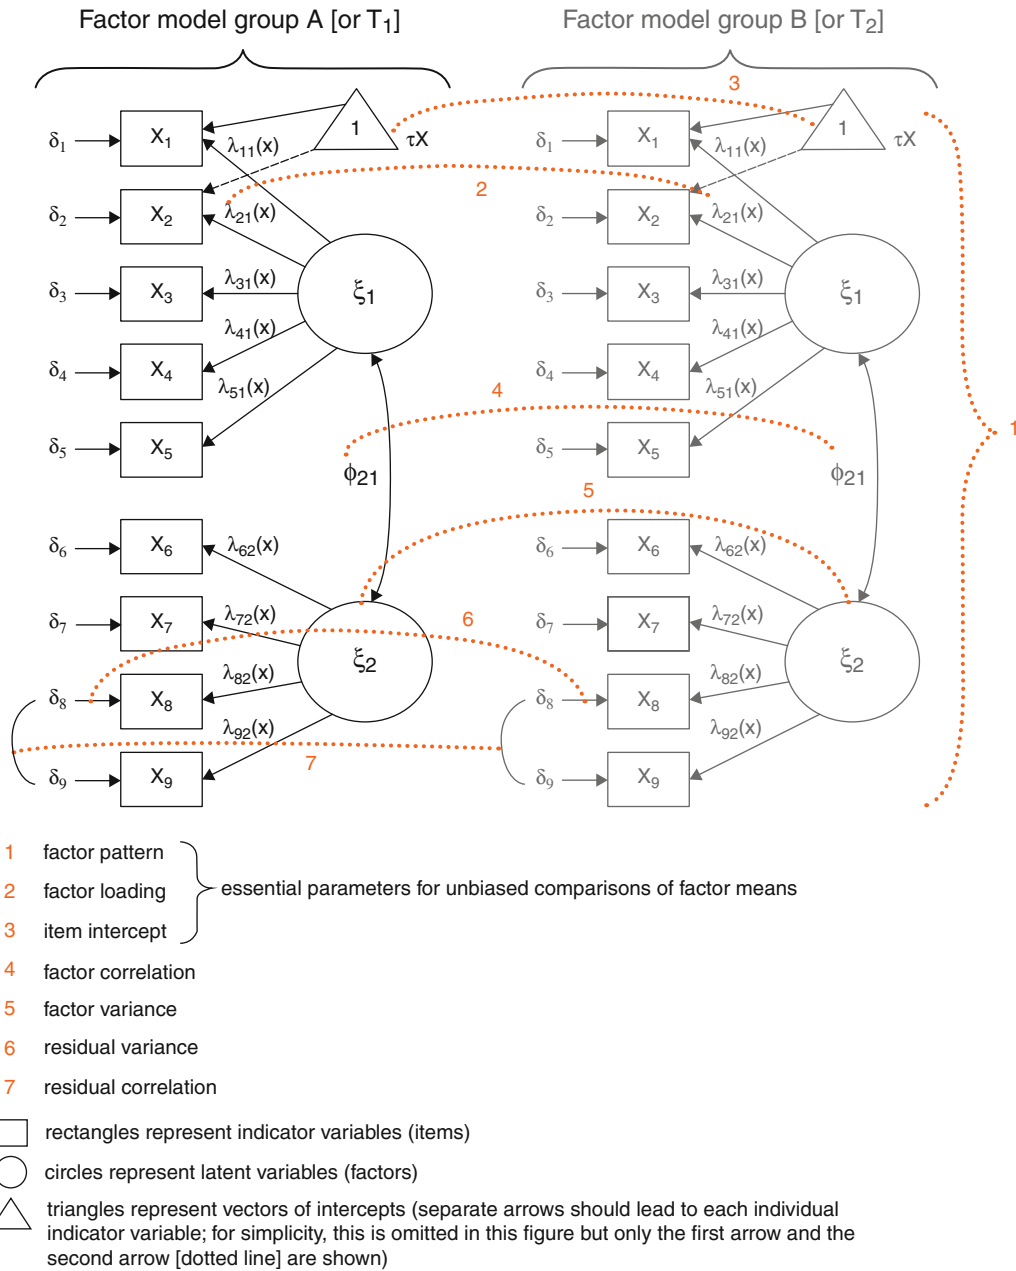 Factor model group A [or T₁]
Factor model group B [or T₂]
3
δ₁ X₁ λ₁₁(x) 1 τX
δ₁ X₁ λ₁₁(x) 1 τX
2
δ₂ X₂ λ₂₁(x)
δ₂ X₂ λ₂₁(x)
δ₃ X₃ λ₃₁(x) ξ₁
δ₃ X₃ λ₃₁(x) ξ₁
δ₄ X₄ λ₄₁(x)
δ₄ X₄ λ₄₁(x)
λ₅₁(x)
4
λ₅₁(x)
1
δ₅ X₅
δ₅ X₅
ϕ₂₁
ϕ₂₁
5
δ₆ X₆ λ₆₂(x)
δ₆ X₆ λ₆₂(x)
δ₇ X₇ λ₇₂(x)
6
δ₇ X₇ λ₇₂(x)
ξ₂
ξ₂
δ₈ X₈ λ₈₂(x)
δ₈ X₈ λ₈₂(x)
λ₉₂(x)
λ₉₂(x)
7
δ₉ X₉
δ₉ X₉
1 factor pattern
2 factor loading
essential parameters for unbiased comparisons of factor means
3 item intercept
4 factor correlation
5 factor variance
6 residual variance
7 residual correlation
rectangles represent indicator variables (items)
circles represent latent variables (factors)
triangles represent vectors of intercepts (separate arrows should lead to each individual
indicator variable; for simplicity, this is omitted in this figure but only the first arrow and the
second arrow [dotted line] are shown)